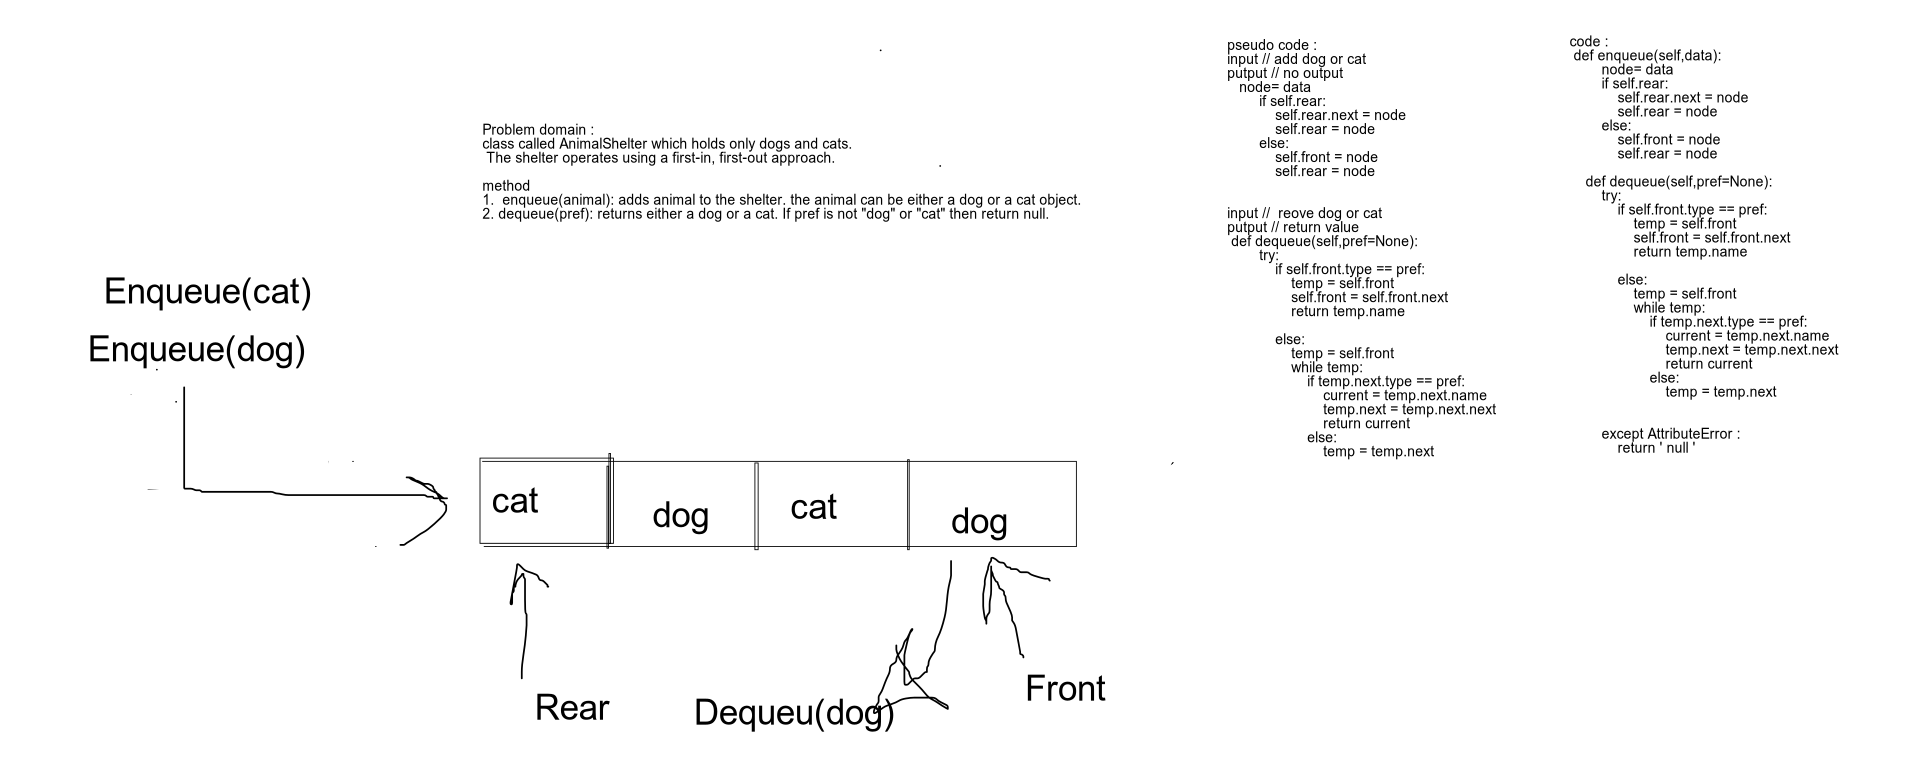 Problem domain :
class called AnimalShelter which holds only dogs and cats.
The shelter operates using a first-in, first-out approach.
method
1.  enqueue(animal): adds animal to the shelter. the animal can be either a dog or a cat object.
2. dequeue(pref): returns either a dog or a cat. If pref is not "dog" or "cat" then return null.
Enqueue(cat)
Enqueue(dog)
cat
dog
cat
dog
Rear
Dequeu(dog)
Front
pseudo code :
input // add dog or cat
putput // no output
node= data
if self.rear:
self.rear.next = node
self.rear = node
else:
self.front = node
self.rear = node
input //  reove dog or cat
putput // return value
def dequeue(self,pref=None):
try:
if self.front.type == pref:
temp = self.front
self.front = self.front.next
return temp.name
else:
temp = self.front
while temp:
if temp.next.type == pref:
current = temp.next.name
temp.next = temp.next.next
return current
else:
temp = temp.next
code :
def enqueue(self,data):
node= data
if self.rear:
self.rear.next = node
self.rear = node
else:
self.front = node
self.rear = node
def dequeue(self,pref=None):
try:
if self.front.type == pref:
temp = self.front
self.front = self.front.next
return temp.name
else:
temp = self.front
while temp:
if temp.next.type == pref:
current = temp.next.name
temp.next = temp.next.next
return current
else:
temp = temp.next
except AttributeError :
return ' null '